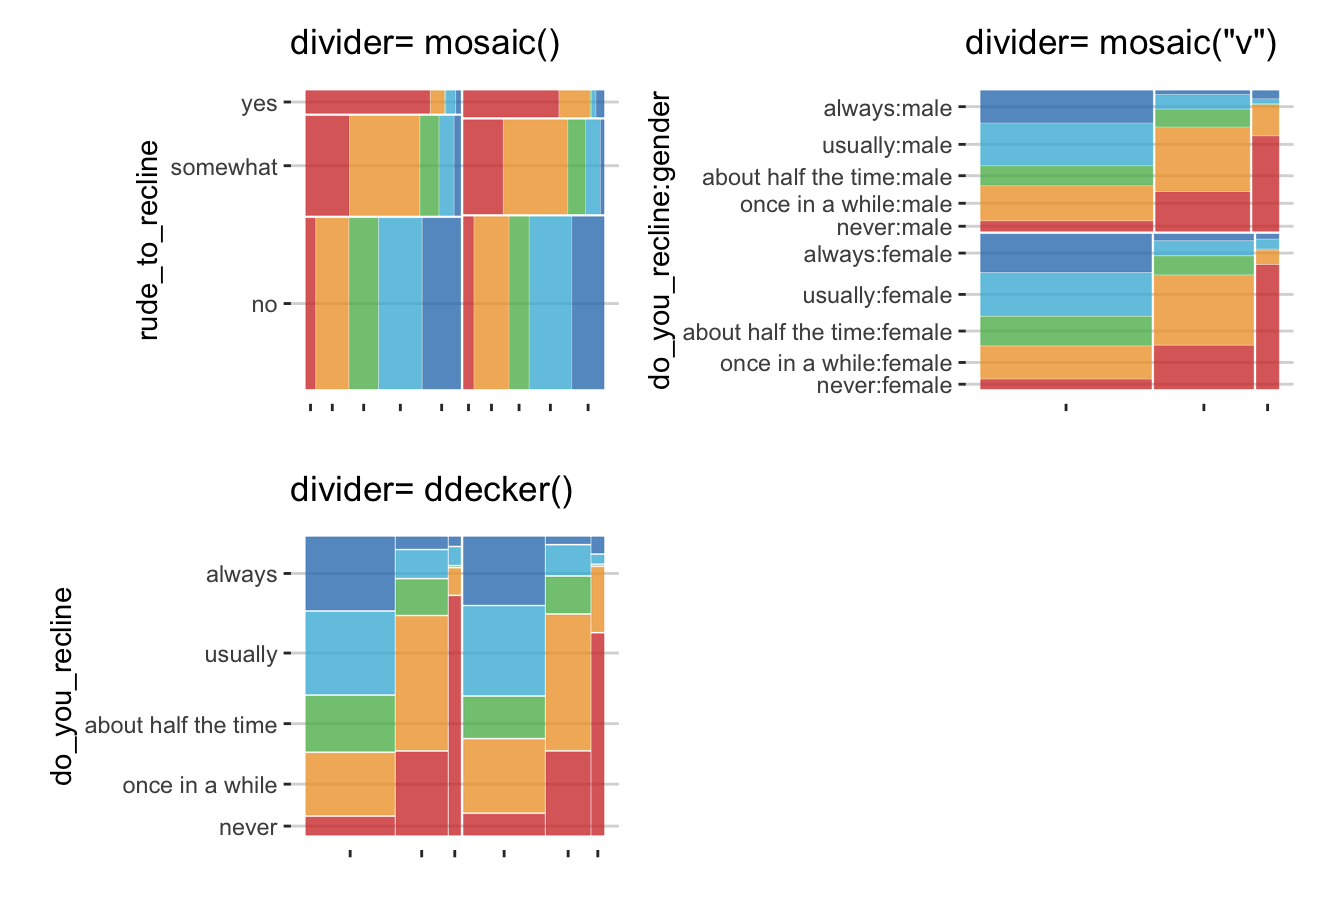 divider= mosaic()
rude_to_recline
yes
somewhat
no
divider= mosaic("v")
do_you_recline:gender
always:male
usually:male
about half the time:male
once in a while:male
never:male
always:female
usually:female
about half the time:female
once in a while:female
never:female
divider= ddecker()
do_you_recline
always
usually
about half the time
once in a while
never